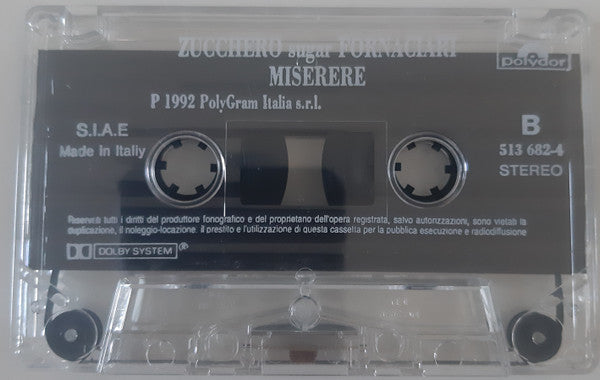 ZUCCHERO sugar FORNACIARI
MISERERE
polydor
P 1992 PolyGram Italia s.r.l.
S.I.A.E
Made in Italiy
B
513 682-4
STEREO
Riservati tutti i diritti del produttore fonografico e del proprietario dell'opera registrata, salvo autorizzazioni, sono vietati la
duplicazione, il noleggio-locazione. il prestito e l'utilizzazione di questa cassetta per la pubblica esecuzione e radiodiffusione
DOLBY SYSTEM ®